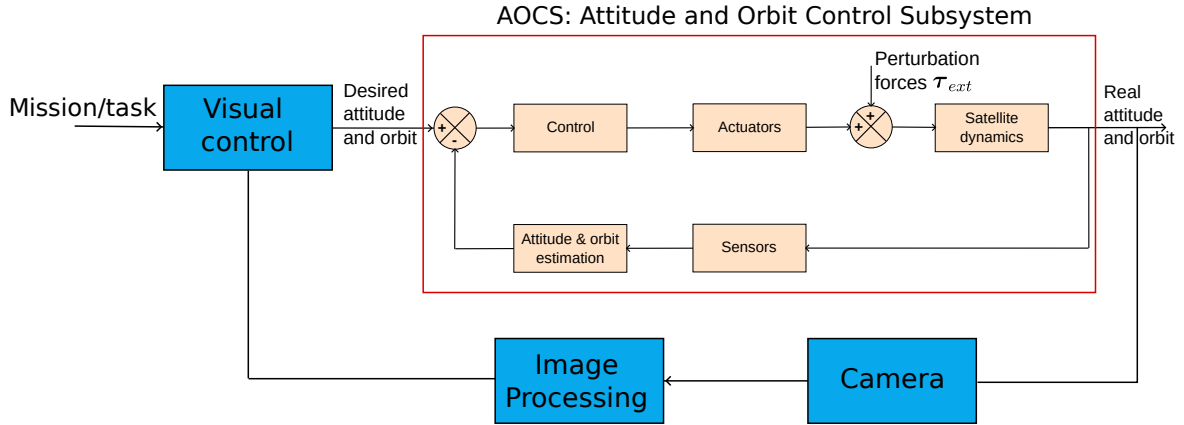 AOCS: Attitude and Orbit Control Subsystem
Mission/task
Visual
control
Desired
attitude
and orbit
+
-
Control
Actuators
Perturbation
forces τ_ext
+
+
Satellite
dynamics
Real
attitude
and orbit
Attitude & orbit
estimation
Sensors
Image
Processing
Camera